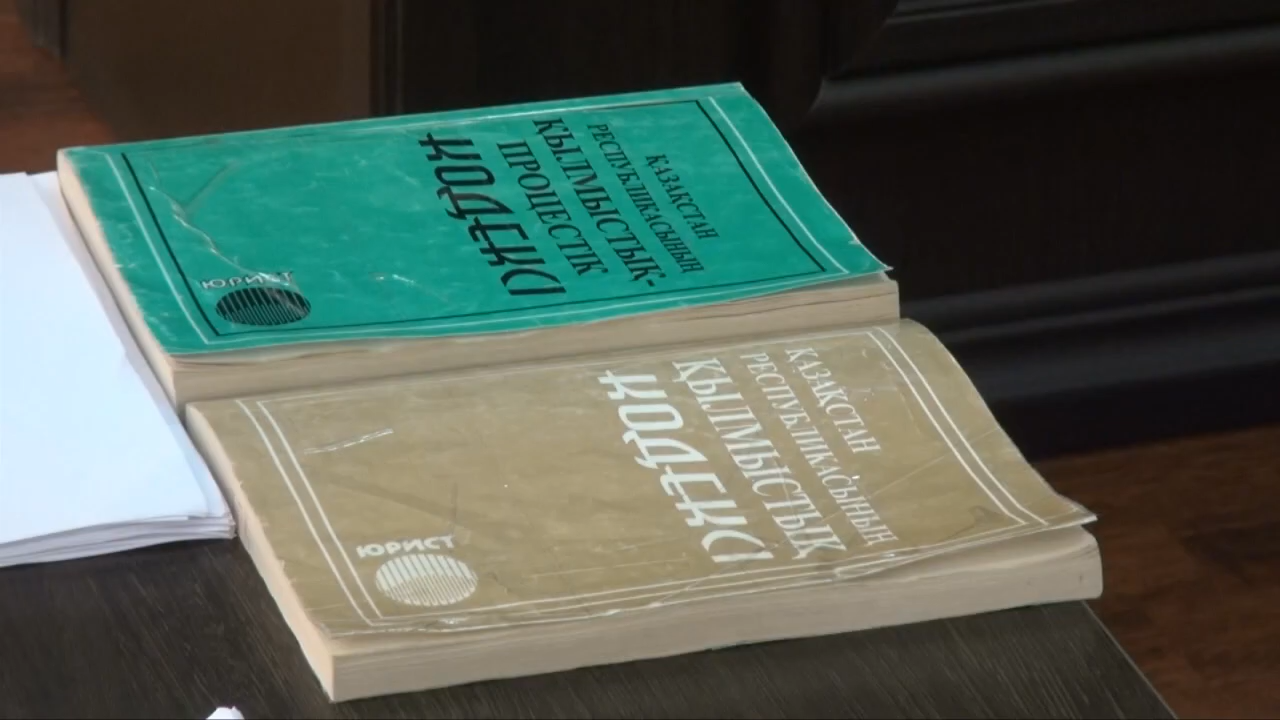 ҚАЗАҚСТАН
РЕСПУБЛИКАСЫНЫҢ
ҚЫЛМЫСТЫҚ-
ПРОЦЕСТІК
КОДЕКСІ
ЮРИСТ
ҚАЗАҚСТАН
РЕСПУБЛИКАСЫНЫҢ
ҚЫЛМЫСТЫҚ
КОДЕКСІ
ЮРИСТ